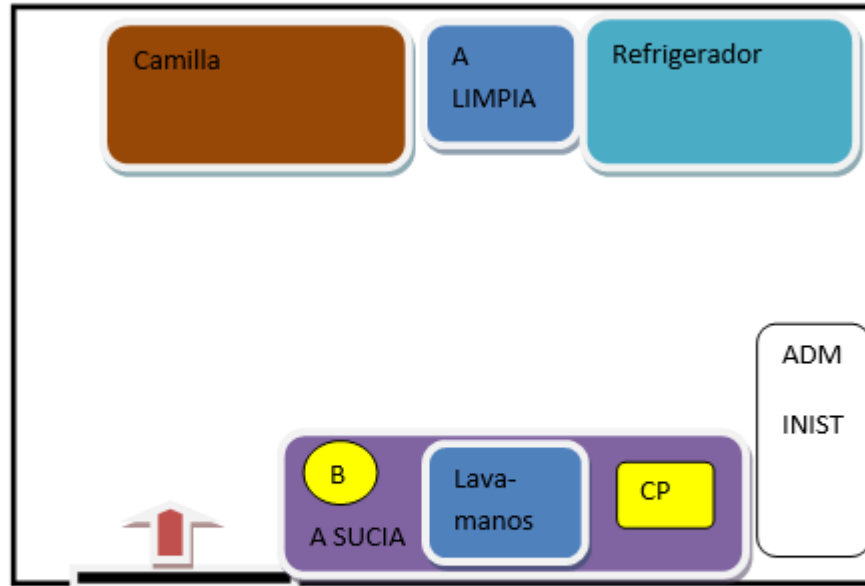 Camilla
A
LIMPIA
Refrigerador
ADM
INIST
B
A SUCIA
Lava-
manos
CP